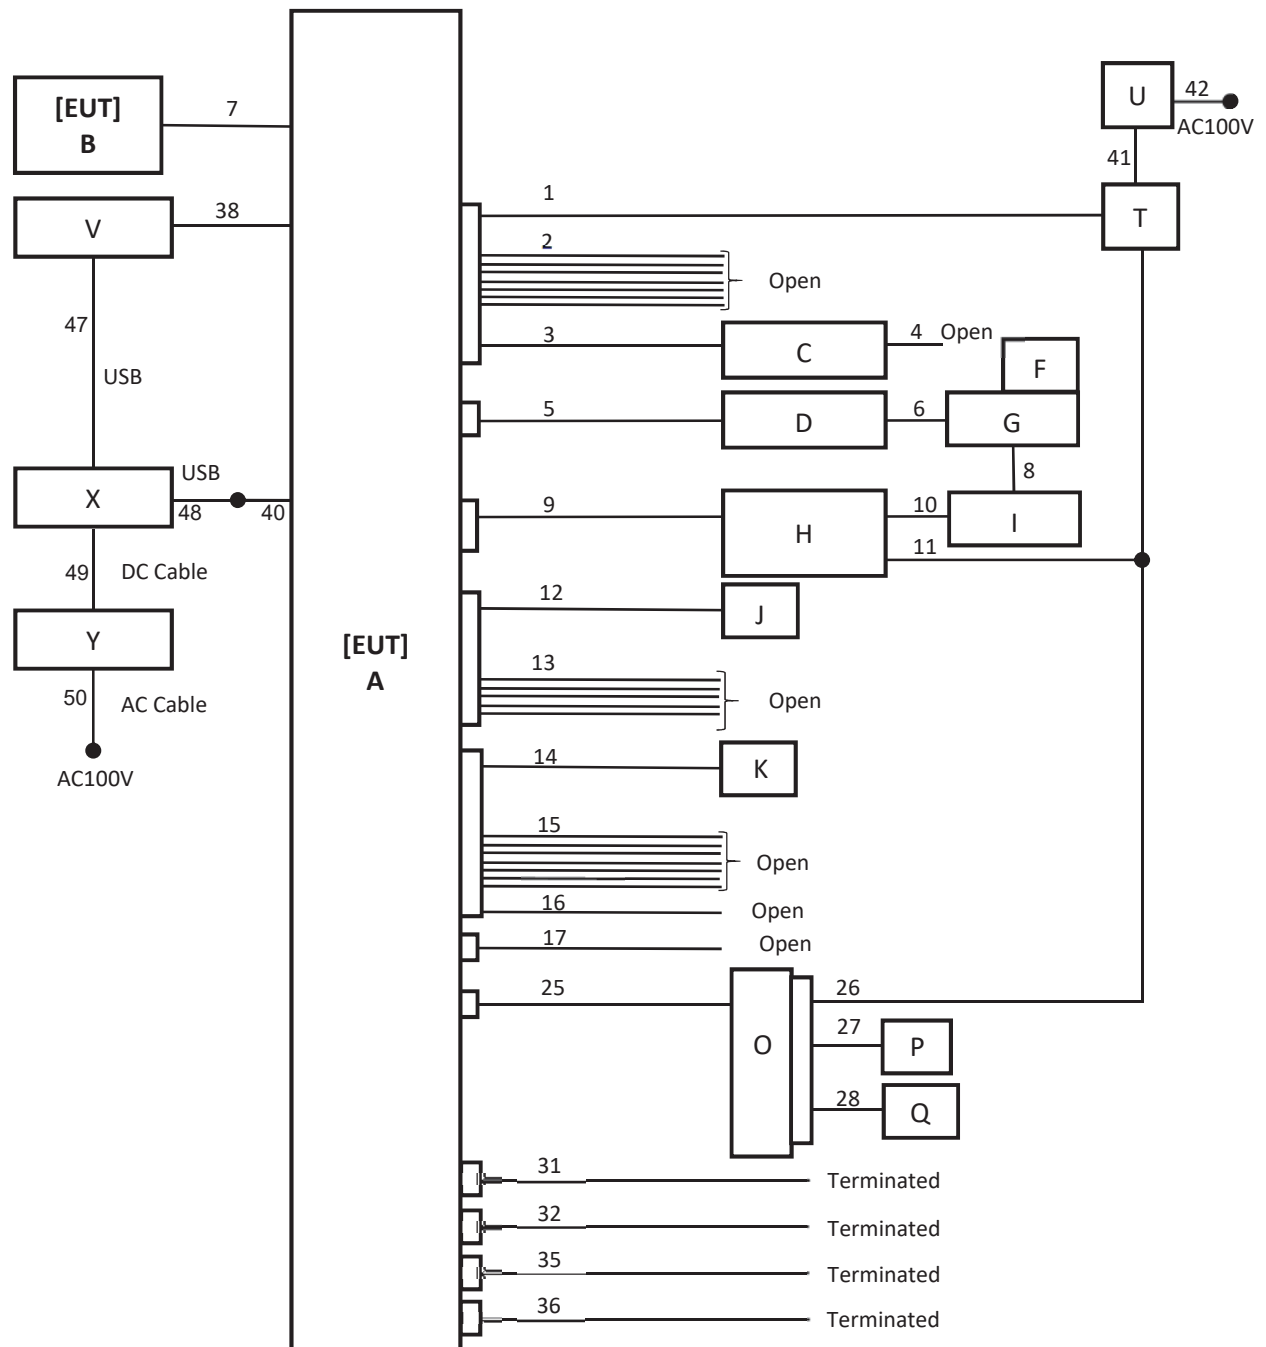 [EUT]
B
7
U
42
AC100V
41
V
38
1
T
2
Open
47
USB
3
C
4 Open
F
5
D
6
G
8
X
USB
48
40
9
H
10
I
11
49
DC Cable
12
J
Y
[EUT]
A
13
Open
50
AC Cable
AC100V
14
K
15
Open
16
Open
17
Open
25
O
26
27
P
28
Q
31
Terminated
32
Terminated
35
Terminated
36
Terminated